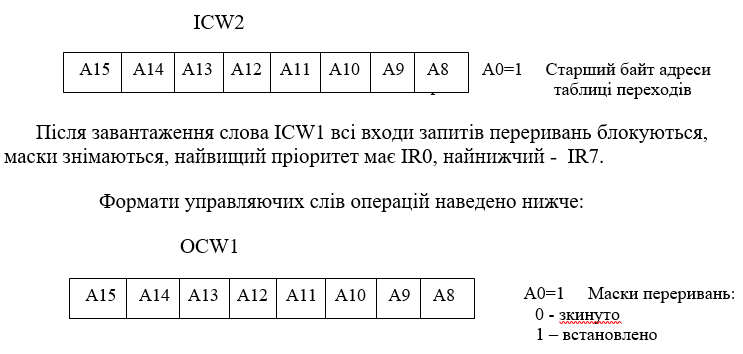 ICW2
A15 A14 A13 A12 A11 A10 A9 A8 A0=1 Старший байт адреси
таблиці переходів
Після завантаження слова ICW1 всі входи запитів переривань блокуються,
маски знімаються, найвищий пріоритет має IR0, найнижчий - IR7.
Формати управляючих слів операцій наведено нижче:
OCW1
A15 A14 A13 A12 A11 A10 A9 A8 A0=1 Маски переривань:
0 - зкинуто
1 – встановлено